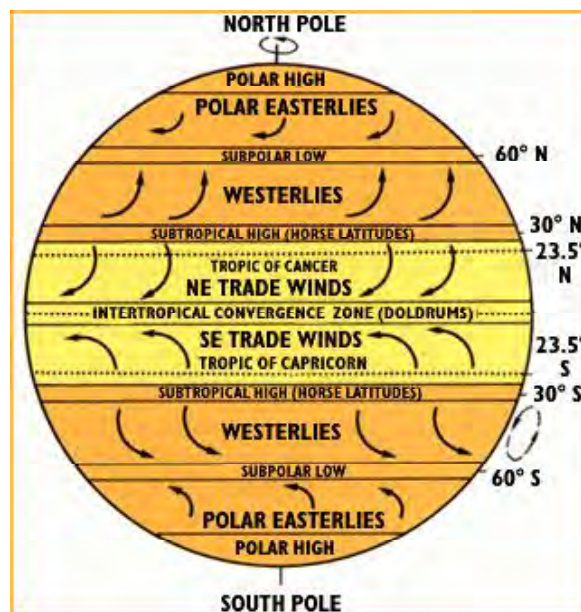 NORTH POLE
POLAR HIGH
POLAR EASTERLIES
SUBPOLAR LOW
60° N
WESTERLIES
30° N
SUBTROPICAL HIGH (HORSE LATITUDES)
23.5°
N
TROPIC OF CANCER
NE TRADE WINDS
INTERTROPICAL CONVERGENCE ZONE (DOLDRUMS)
SE TRADE WINDS
23.5°
TROPIC OF CAPRICORN
S
SUBTROPICAL HIGH (HORSE LATITUDES)
30° S
WESTERLIES
SUBPOLAR LOW
60° S
POLAR EASTERLIES
POLAR HIGH
SOUTH POLE